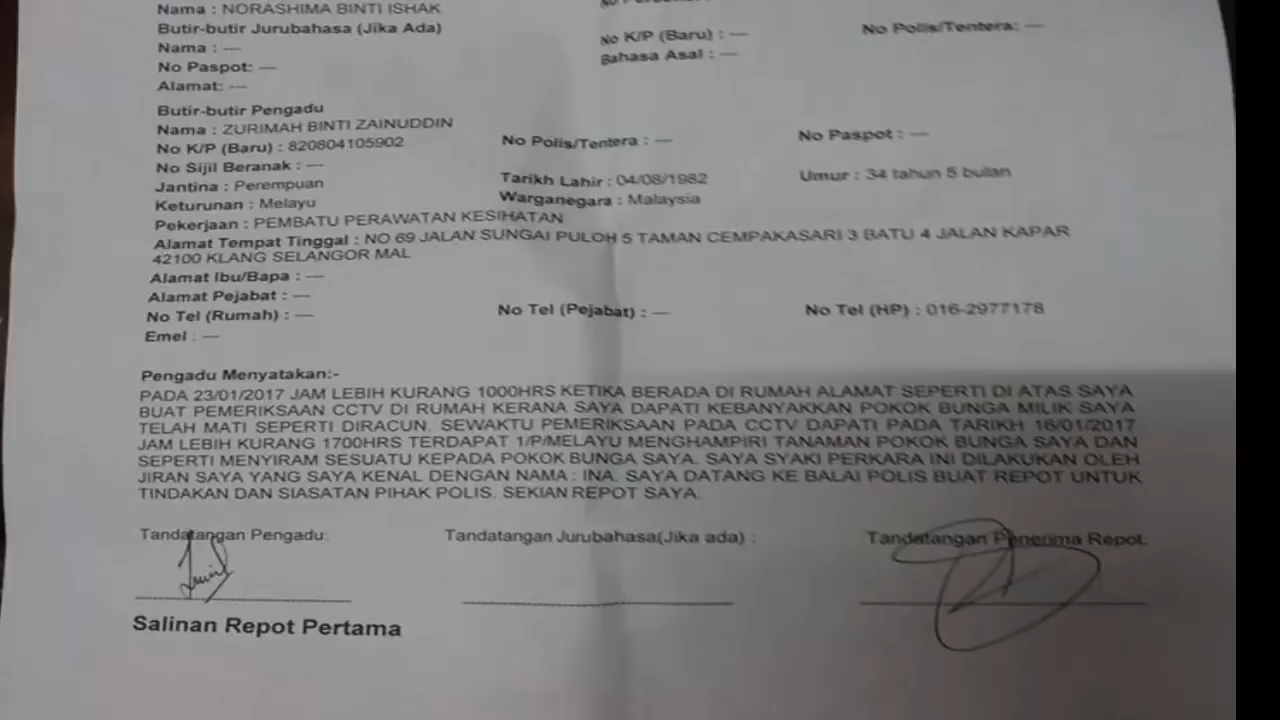 Nama : NORASHIMA BINTI ISHAK
Butir-butir Jurubahasa (Jika Ada)
Nama : ---
No K/P (Baru) : ---
No Polis/Tentera: ---
No Paspot: ---
Bahasa Asal : ---
Alamat: ---
Butir-butir Pengadu
Nama : ZURIMAH BINTI ZAINUDDIN
No K/P (Baru) : 820804105902
No Polis/Tentera : ---
No Paspot : ---
No Sijil Beranak : ---
Jantina : Perempuan
Tarikh Lahir : 04/08/1982
Umur : 34 tahun 5 bulan
Keturunan : Melayu
Warganegara : Malaysia
Pekerjaan : PEMBATU PERAWATAN KESIHATAN
Alamat Tempat Tinggal : NO 69 JALAN SUNGAI PULOH 5 TAMAN CEMPAKASARI 3 BATU 4 JALAN KAPAR
42100 KLANG SELANGOR MAL
Alamat Ibu/Bapa : ---
Alamat Pejabat : ---
No Tel (Rumah) : ---
No Tel (Pejabat) : ---
No Tel (HP) : 016-2977178
Emel : ---
Pengadu Menyatakan:-
PADA 23/01/2017 JAM LEBIH KURANG 1000HRS KETIKA BERADA DI RUMAH ALAMAT SEPERTI DI ATAS SAYA
BUAT PEMERIKSAAN CCTV DI RUMAH KERANA SAYA DAPATI KEBANYAKKAN POKOK BUNGA MILIK SAYA
TELAH MATI SEPERTI DIRACUN. SEWAKTU PEMERIKSAAN PADA CCTV DAPATI PADA TARIKH 16/01/2017
JAM LEBIH KURANG 1700HRS TERDAPAT 1/P/MELAYU MENGHAMPIRI TANAMAN POKOK BUNGA SAYA DAN
SEPERTI MENYIRAM SESUATU KEPADA POKOK BUNGA SAYA. SAYA SYAKI PERKARA INI DILAKUKAN OLEH
JIRAN SAYA YANG SAYA KENAL DENGAN NAMA : INA. SAYA DATANG KE BALAI POLIS BUAT REPOT UNTUK
TINDAKAN DAN SIASATAN PIHAK POLIS. SEKIAN REPOT SAYA.
Tandatangan Pengadu:
Tandatangan Jurubahasa(Jika ada) :
Tandatangan Penerima Repot:
Salinan Repot Pertama